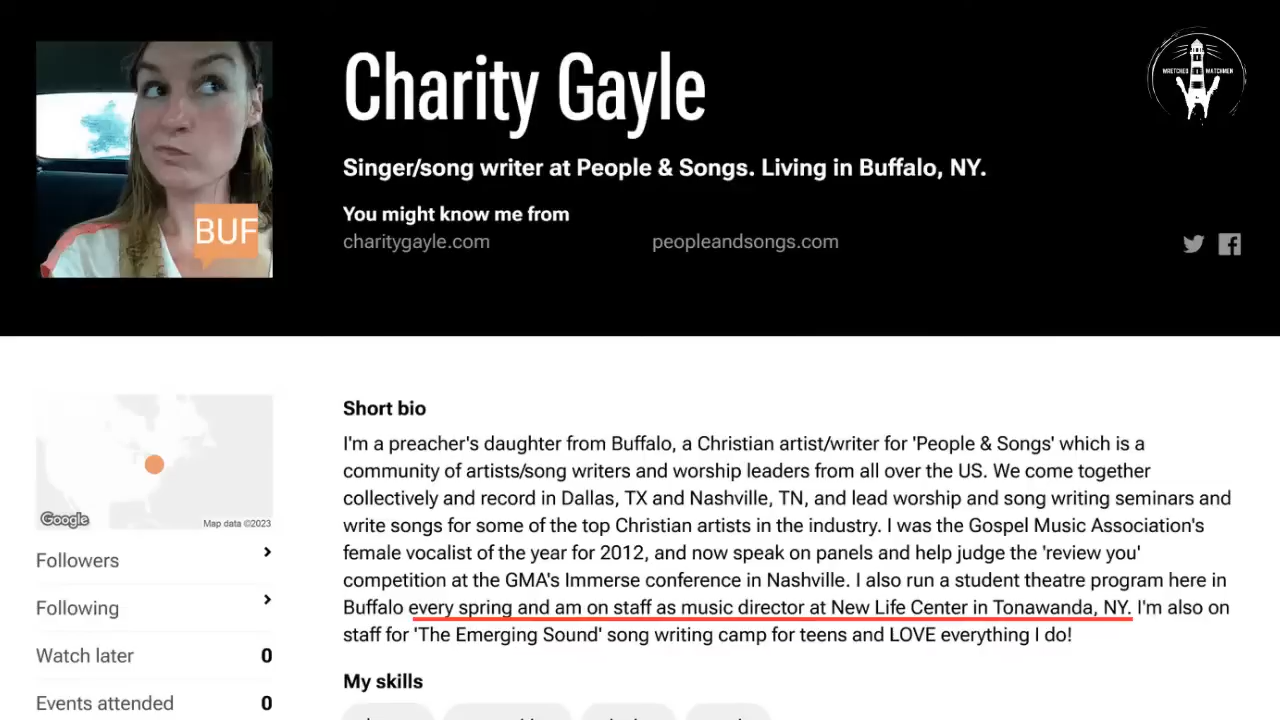 Charity Gayle
WRETCHED WATCHMEN
Singer/song writer at People & Songs. Living in Buffalo, NY.
You might know me from
charitygayle.com peopleandsongs.com
BUF
Short bio
I'm a preacher's daughter from Buffalo, a Christian artist/writer for 'People & Songs' which is a
community of artists/song writers and worship leaders from all over the US. We come together
collectively and record in Dallas, TX and Nashville, TN, and lead worship and song writing seminars and
write songs for some of the top Christian artists in the industry. I was the Gospel Music Association's
female vocalist of the year for 2012, and now speak on panels and help judge the 'review you'
competition at the GMA's Immerse conference in Nashville. I also run a student theatre program here in
Buffalo every spring and am on staff as music director at New Life Center in Tonawanda, NY. I'm also on
staff for 'The Emerging Sound' song writing camp for teens and LOVE everything I do!
My skills
Google
Map data ©2023
Followers
Following
Watch later 0
Events attended 0